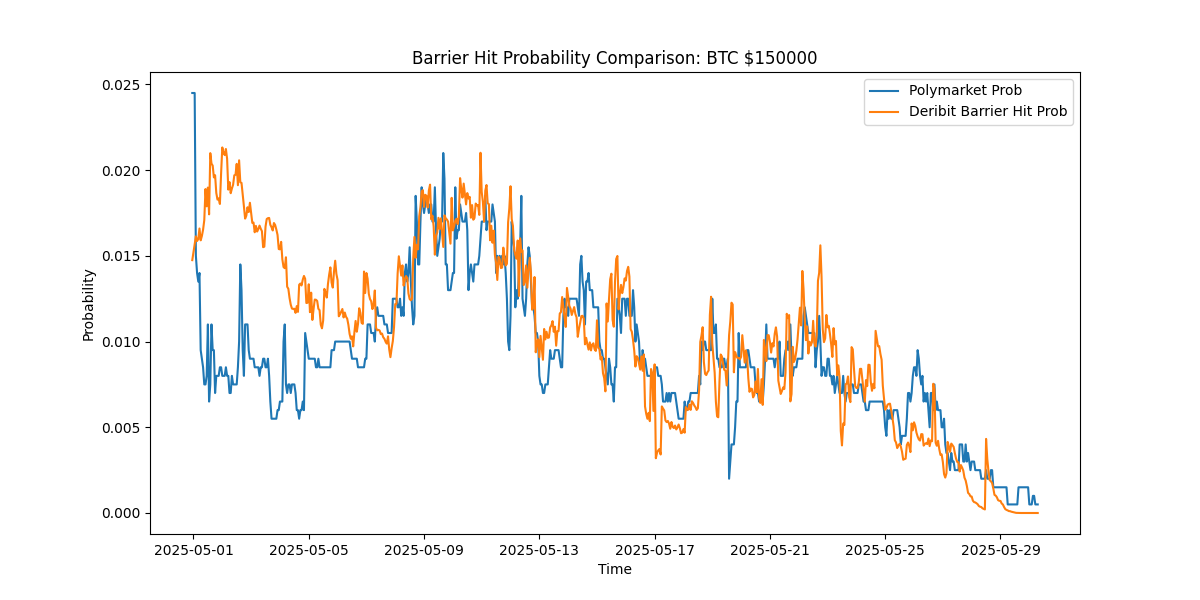 Barrier Hit Probability Comparison: BTC $150000
Polymarket Prob
Deribit Barrier Hit Prob
Probability
0.025
0.020
0.015
0.010
0.005
0.000
2025-05-01 2025-05-05 2025-05-09 2025-05-13 2025-05-17 2025-05-21 2025-05-25 2025-05-29
Time